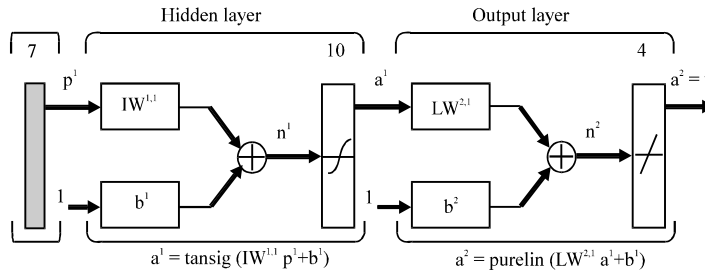 Hidden layer
Output layer
7
10
4
p¹
IW¹,¹
n¹
a¹
LW²,¹
n²
a² =
1
b¹
1
b²
a¹ = tansig (IW¹,¹ p¹+b¹)
a² = purelin (LW²,¹ a¹+b¹)